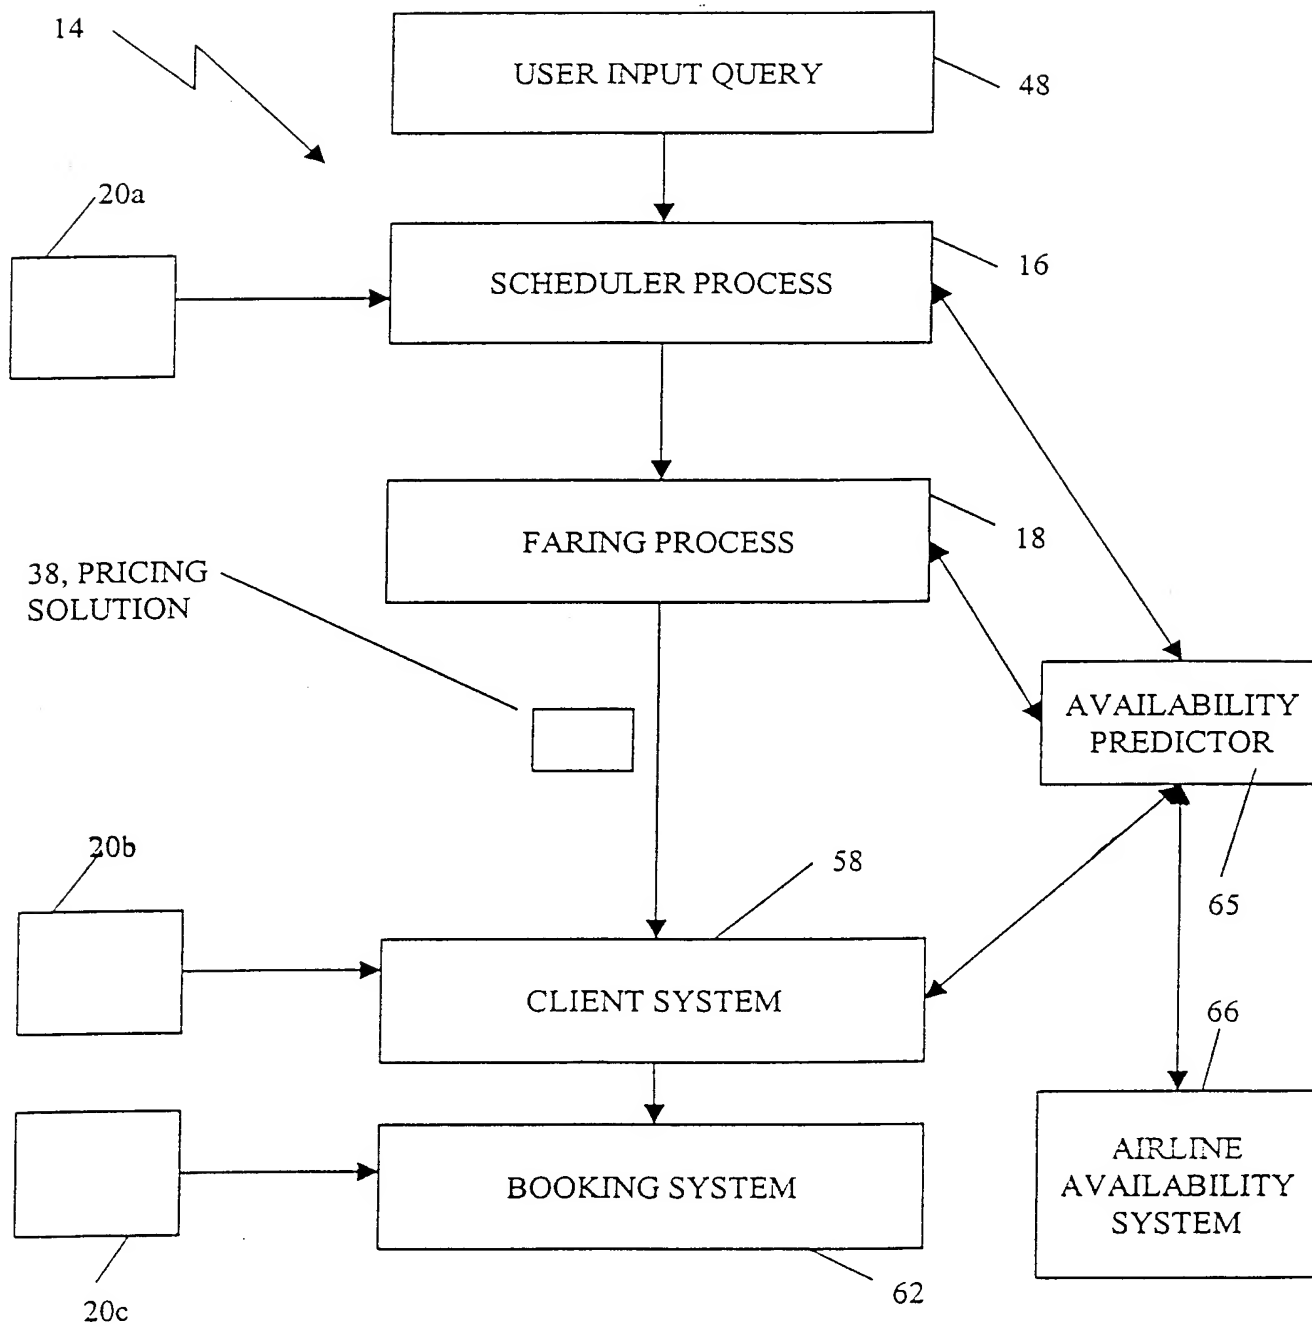 14
USER INPUT QUERY
48
20a
SCHEDULER PROCESS
16
FARING PROCESS
18
38, PRICING
SOLUTION
AVAILABILITY
PREDICTOR
20b
58
65
CLIENT SYSTEM
66
AIRLINE
AVAILABILITY
SYSTEM
BOOKING SYSTEM
20c
62